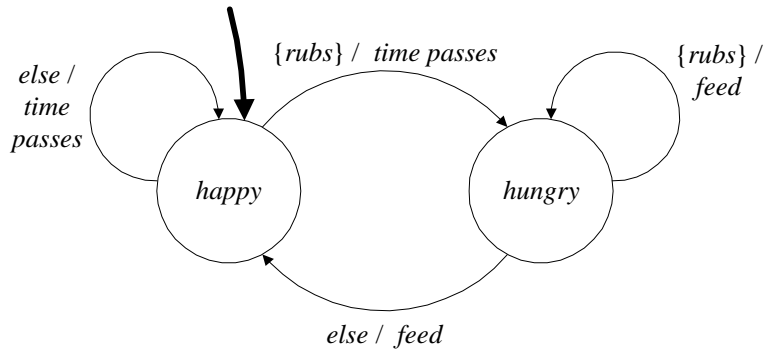 else /
time
passes
{rubs} / time passes
{rubs} /
feed
happy
hungry
else / feed